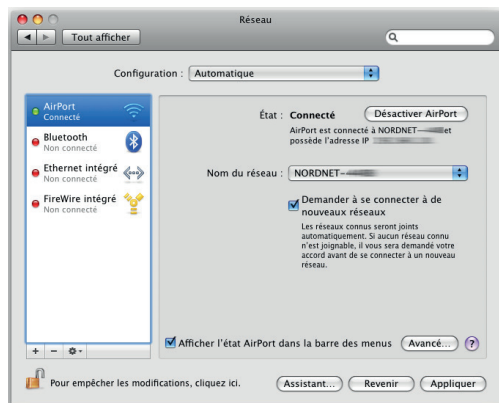 Réseau
Tout afficher
Configuration : Automatique
AirPort
Connecté
Bluetooth
Non connecté
Ethernet intégré
Non connecté
FireWire intégré
Non connecté
État : Connecté
Désactiver AirPort
AirPort est connecté à NORDNET- et
possède l'adresse IP
Nom du réseau : NORDNET-
Demander à se connecter à de
nouveaux réseaux
Les réseaux connus seront joints
automatiquement. Si aucun réseau connu
n'est joignable, il vous sera demandé votre
accord avant de se connecter à un nouveau
réseau.
Afficher l'état AirPort dans la barre des menus
Avancé...
?
Pour empêcher les modifications, cliquez ici.
Assistant...
Revenir
Appliquer